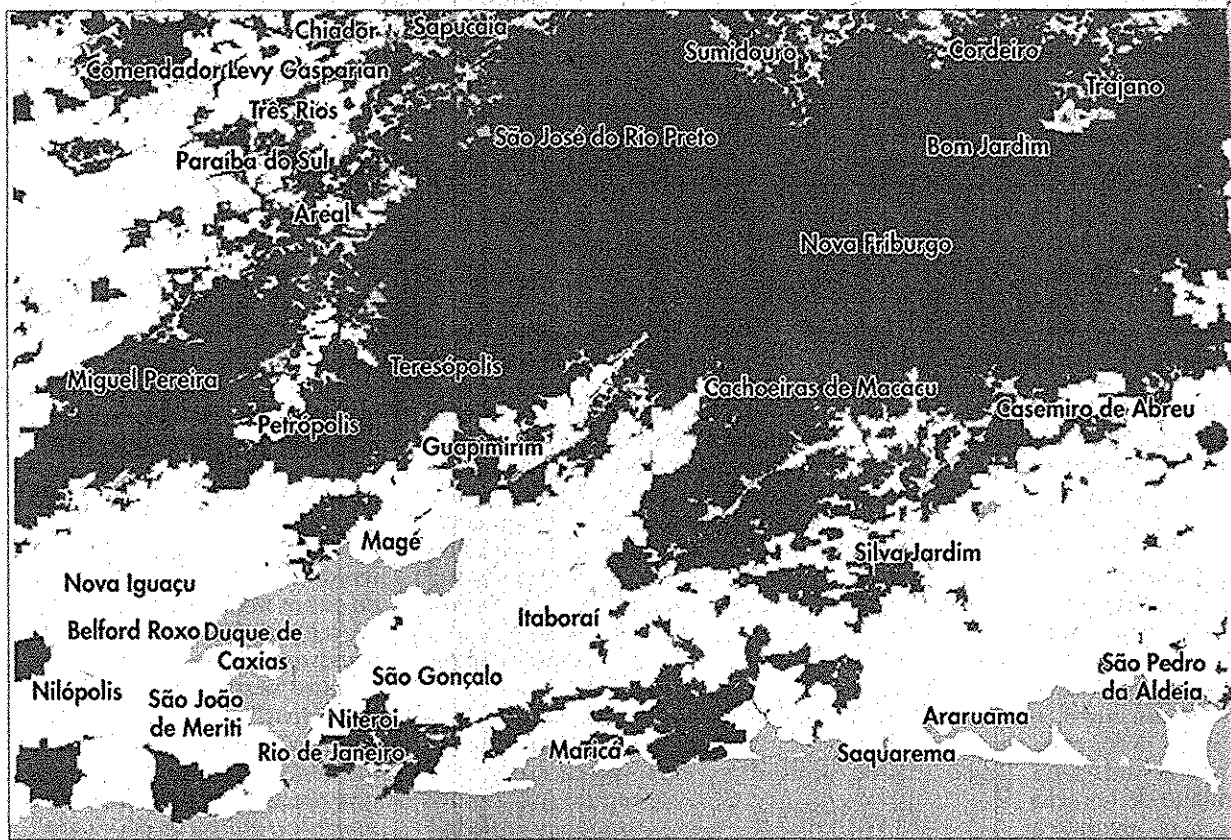 Chiador
Sapucaia
Sumidouro
Cordeiro
Comendador Levy Gasparian
Trajano
Três Rios
São José do Rio Preto
Bom Jardim
Paraíba do Sul
Areal
Nova Friburgo
Miguel Pereira
Teresópolis
Cachoeiras de Macacu
Casemiro de Abreu
Petrópolis
Guapimirim
Magé
Silva Jardim
Nova Iguaçu
Itaboraí
Belford Roxo
Duque de
Caxias
São Pedro
da Aldeia
Nilópolis
São Gonçalo
São João
de Meriti
Niterói
Araruama
Rio de Janeiro
Maricá
Saquarema